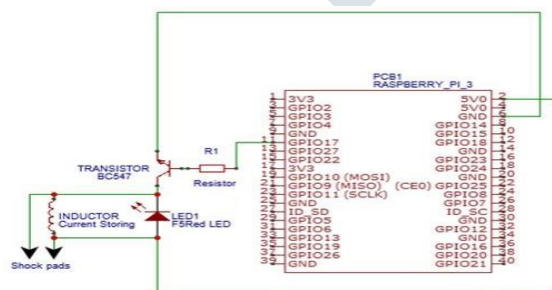 PCB1
RASPBERRY_PI_3
1 3V3 5V0 2
3 GPIO2 5V0 4
5 GPIO3 GND 6
7 GPIO4 GPIO14 8
9 GND GPIO15 10
11 GPIO17 GPIO18 12
13 GPIO27 GND 14
15 GPIO22 GPIO23 16
17 3V3 GPIO24 18
19 GPIO10 (MOSI) GND 20
21 GPIO9 (MISO) (CE0) GPIO25 22
23 GPIO11 (SCLK) GPIO8 24
25 GND GPIO7 26
27 ID_SD ID_SC 28
29 GPIO5 GND 30
31 GPIO6 GPIO12 32
33 GPIO13 GND 34
35 GPIO19 GPIO16 36
37 GPIO26 GPIO20 38
39 GND GPIO21 40
R1
Resistor
TRANSISTOR
BC547
INDUCTOR
Current Storing
LED1
F5Red LED
Shock pads